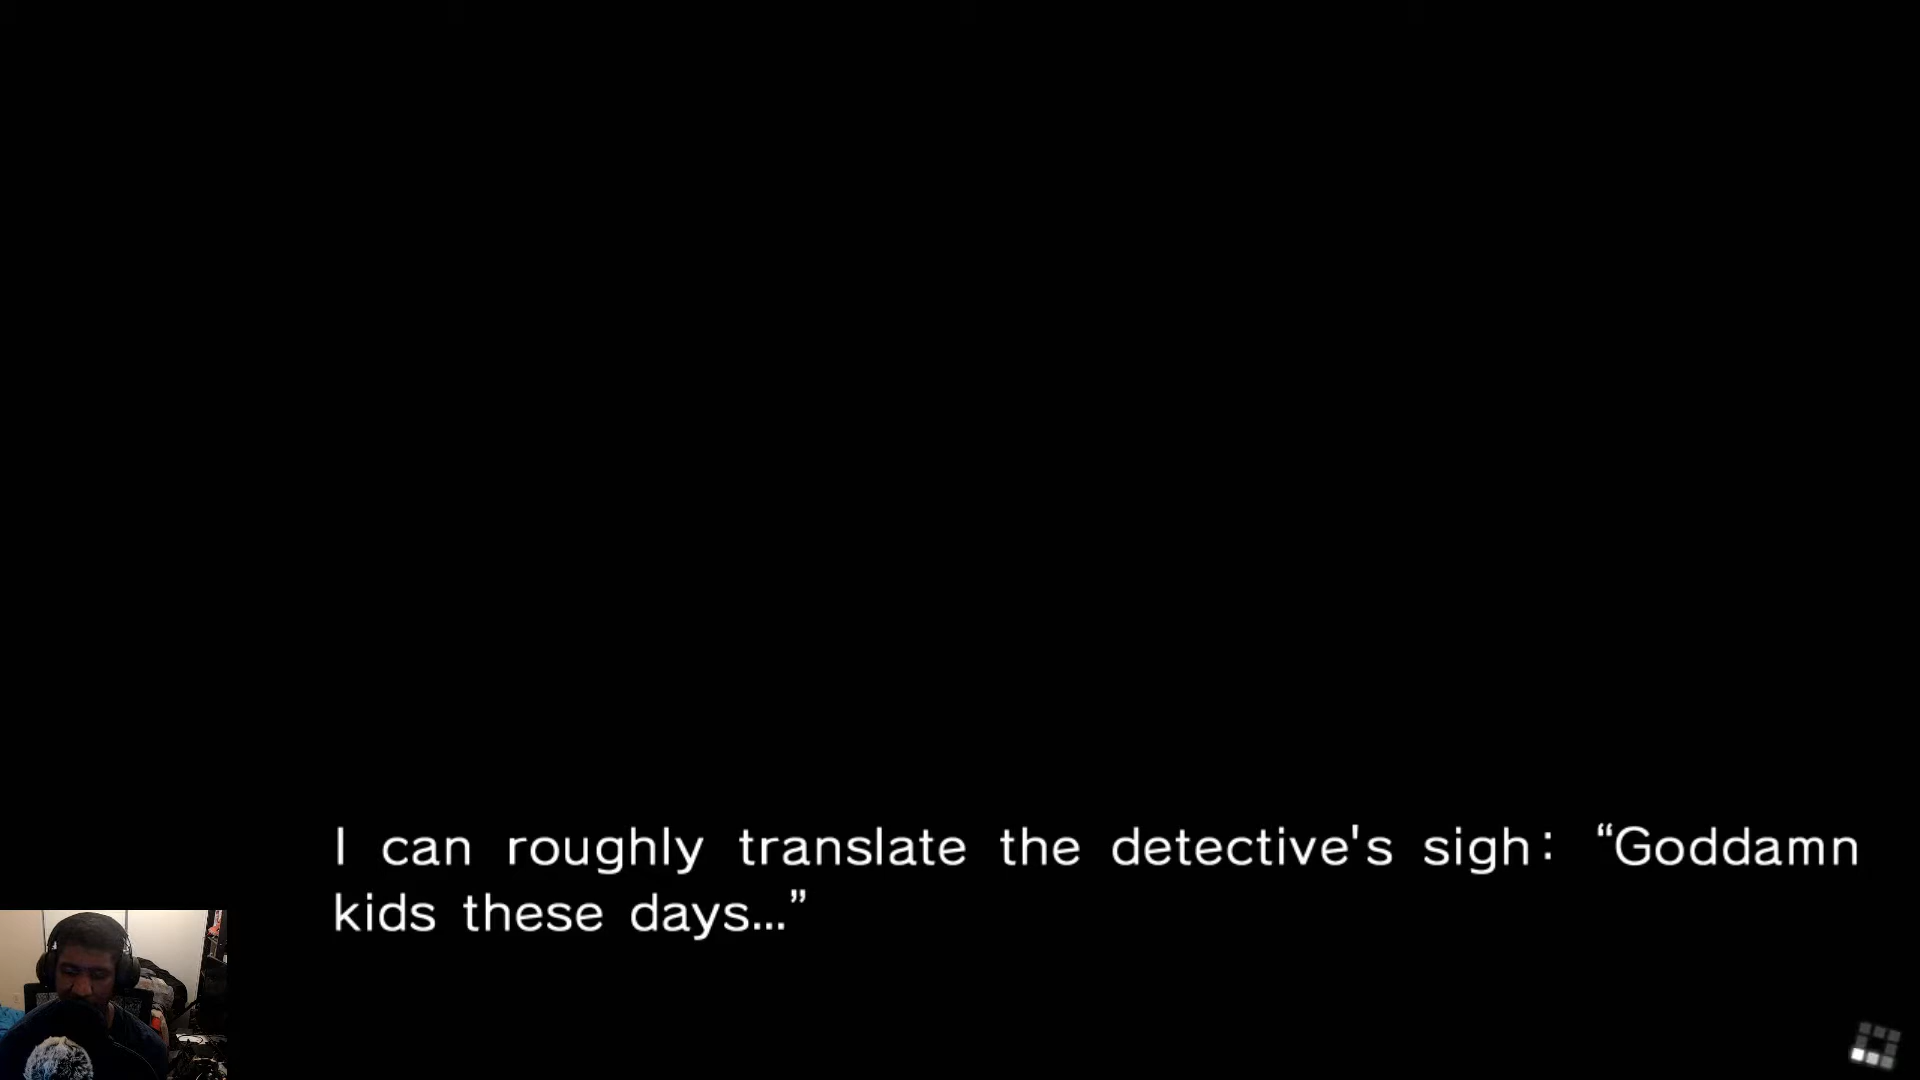 I can roughly translate the detective's sigh: “Goddamn
kids these days...”